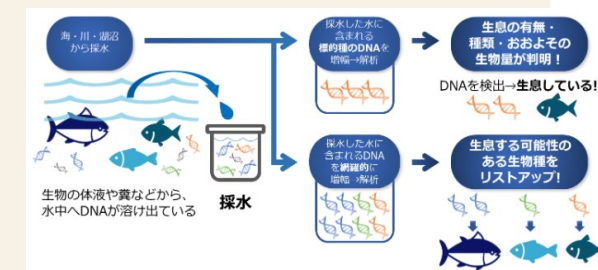 海・川・湖沼
から採水
採水した水に
含まれる
標的種のDNAを
増幅→解析
生息の有無・
種類・おおよその
生物量が判明！
DNAを検出→生息している！
採水した水に
含まれるDNA
を網羅的に
増幅→解析
生息する可能性の
ある生物種を
リストアップ！
生物の体液や糞などから、
水中へDNAが溶け出ている
採水